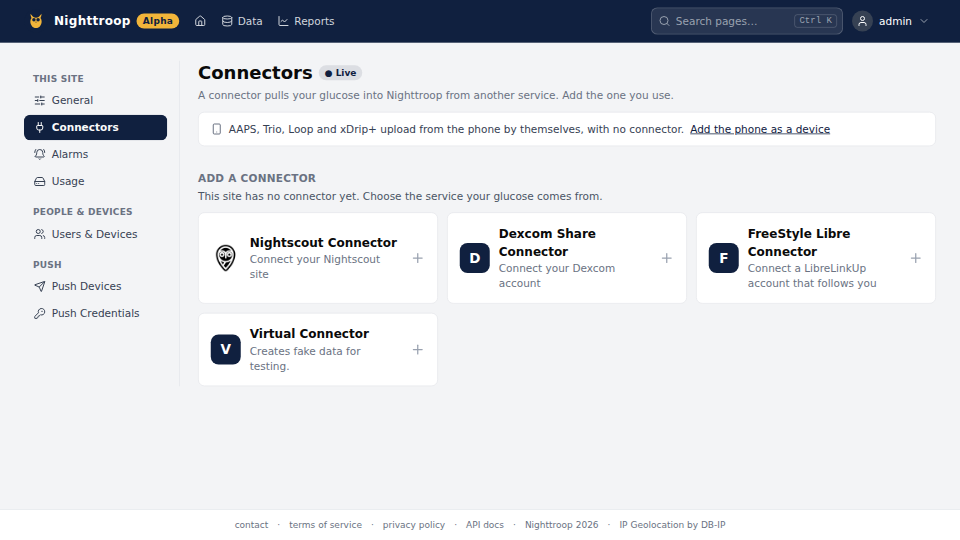 Nighttroop Alpha Data Reports Search pages... Ctrl K admin
THIS SITE
General
Connectors
Alarms
Usage
PEOPLE & DEVICES
Users & Devices
PUSH
Push Devices
Push Credentials
Connectors Live
A connector pulls your glucose into Nighttroop from another service. Add the one you use.
AAPS, Trio, Loop and xDrip+ upload from the phone by themselves, with no connector. Add the phone as a device
ADD A CONNECTOR
This site has no connector yet. Choose the service your glucose comes from.
Nightscout Connector
Connect your Nightscout
site
D
Dexcom Share
Connector
Connect your Dexcom
account
F
FreeStyle Libre
Connector
Connect a LibreLinkUp
account that follows you
V
Virtual Connector
Creates fake data for
testing.
contact · terms of service · privacy policy · API docs · Nighttroop 2026 · IP Geolocation by DB-IP